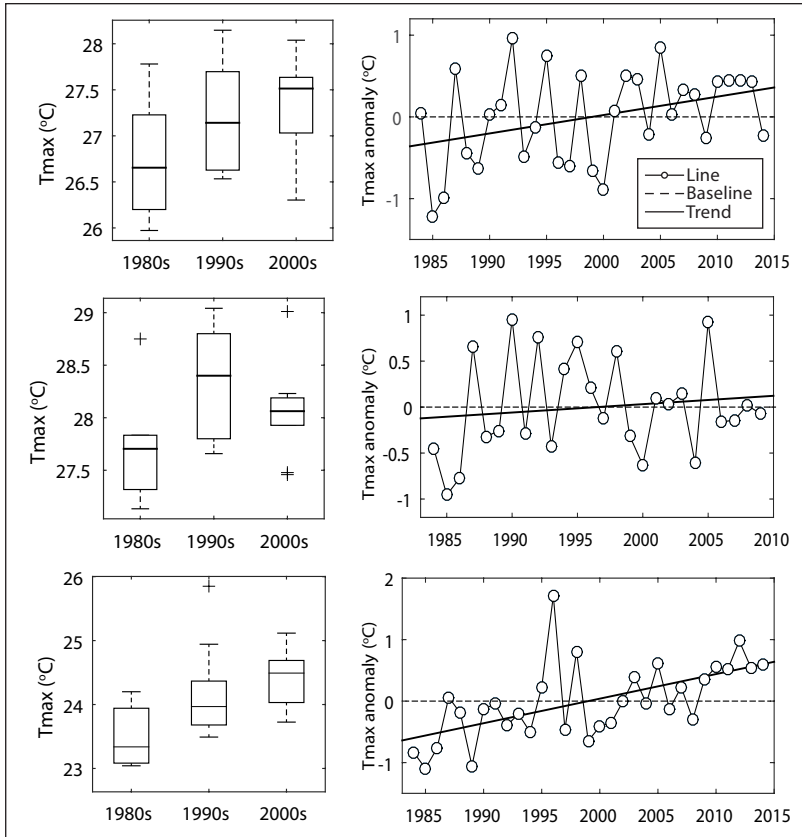 Tmax (°C)
28
27.5
27
26.5
26
1980s 1990s 2000s
Tmax anomaly (°C)
1
0
-1
1985 1990 1995 2000 2005 2010 2015
Line
Baseline
Trend
Tmax (°C)
29
28.5
28
27.5
1980s 1990s 2000s
Tmax anomaly (°C)
1
0.5
0
-0.5
-1
1985 1990 1995 2000 2005 2010
Tmax (°C)
26
25
24
23
1980s 1990s 2000s
Tmax anomaly (°C)
2
1
0
-1
1985 1990 1995 2000 2005 2010 2015